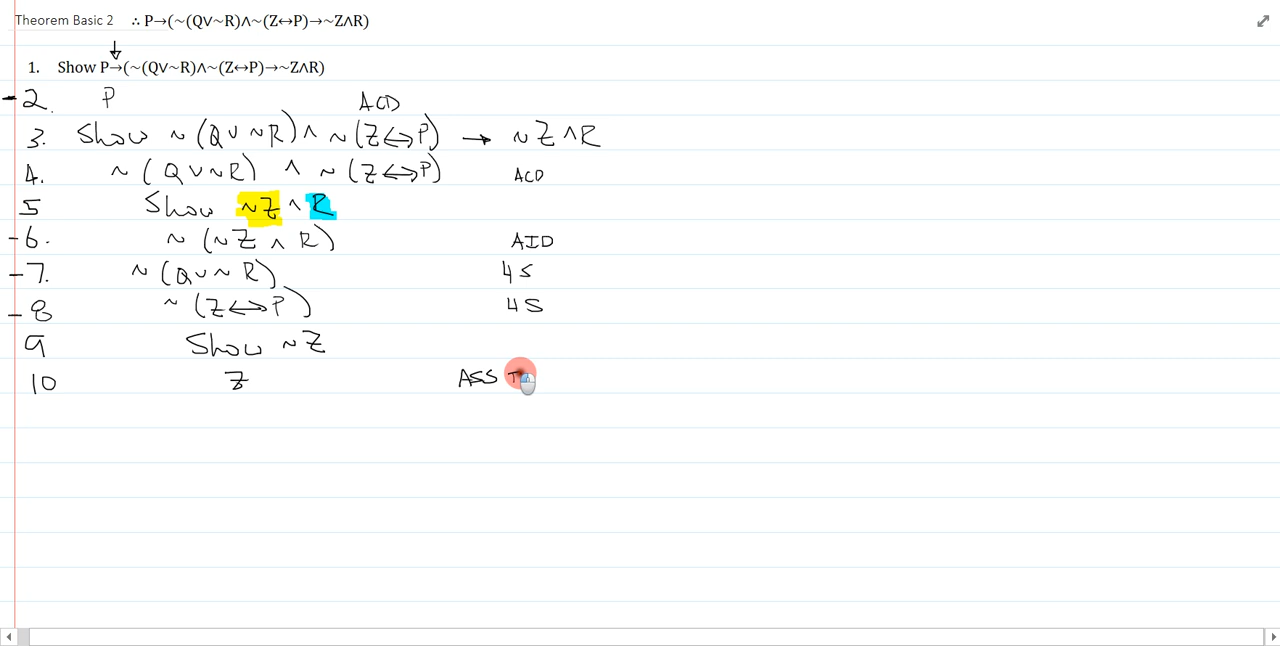 Theorem Basic 2 ∴ P→(~(Q∨~R)∧~(Z↔P)→~Z∧R)
1. Show P→(~(Q∨~R)∧~(Z↔P)→~Z∧R)
-2. P ACD
3. Show ~(Q∨~R)∧~(Z↔P) → ~Z∧R
4. ~(Q∨~R) ∧ ~(Z↔P) ACD
5 Show ~Z∧R
-6. ~(~Z∧R) AID
-7. ~(Q∨~R) 4S
-8 ~(Z↔P) 4S
9 Show ~Z
10 Z ASS